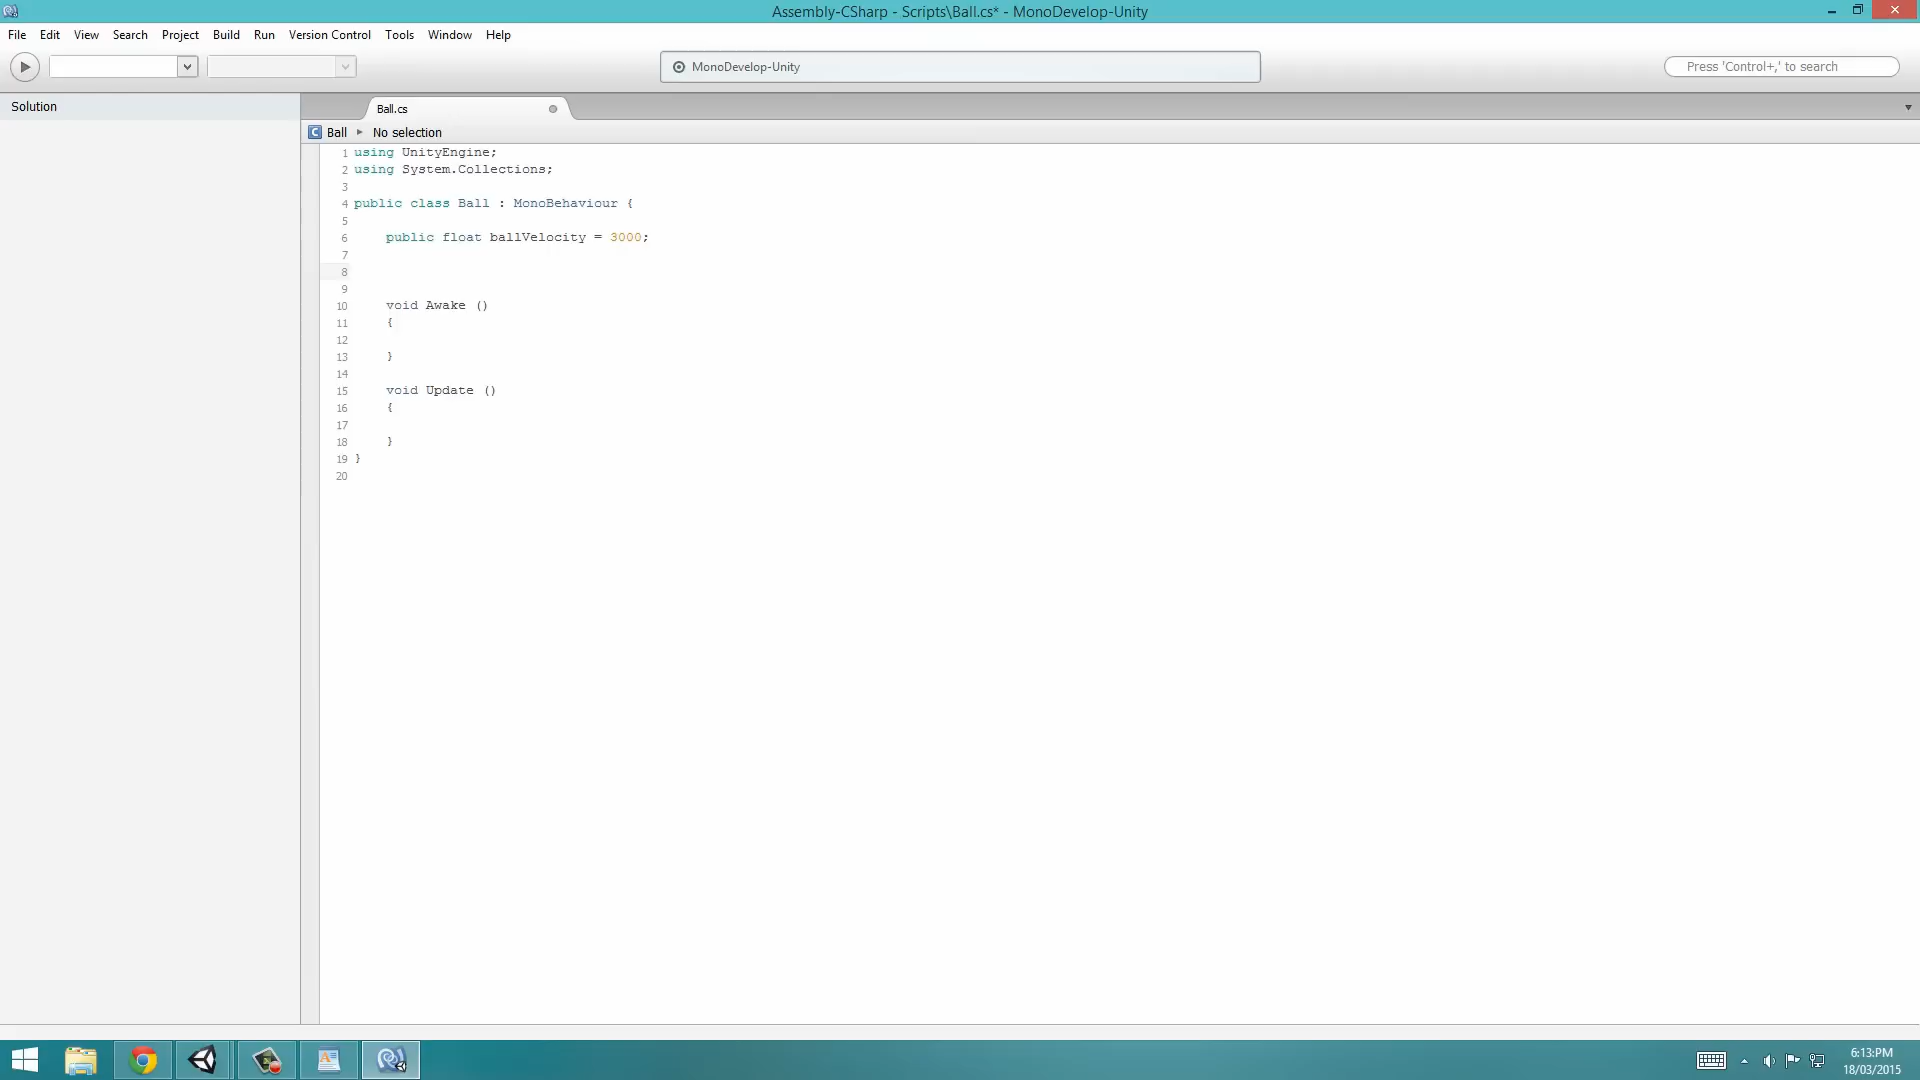 Assembly-CSharp - Scripts\Ball.cs* - MonoDevelop-Unity
File Edit View Search Project Build Run Version Control Tools Window Help
MonoDevelop-Unity
Press 'Control+,' to search
Solution
Ball.cs
C Ball No selection
1 using UnityEngine;
2 using System.Collections;
3
4 public class Ball : MonoBehaviour {
5
6 public float ballVelocity = 3000;
7
8
9
10 void Awake ()
11 {
12
13 }
14
15 void Update ()
16 {
17
18 }
19 }
20
6:13:PM
18/03/2015